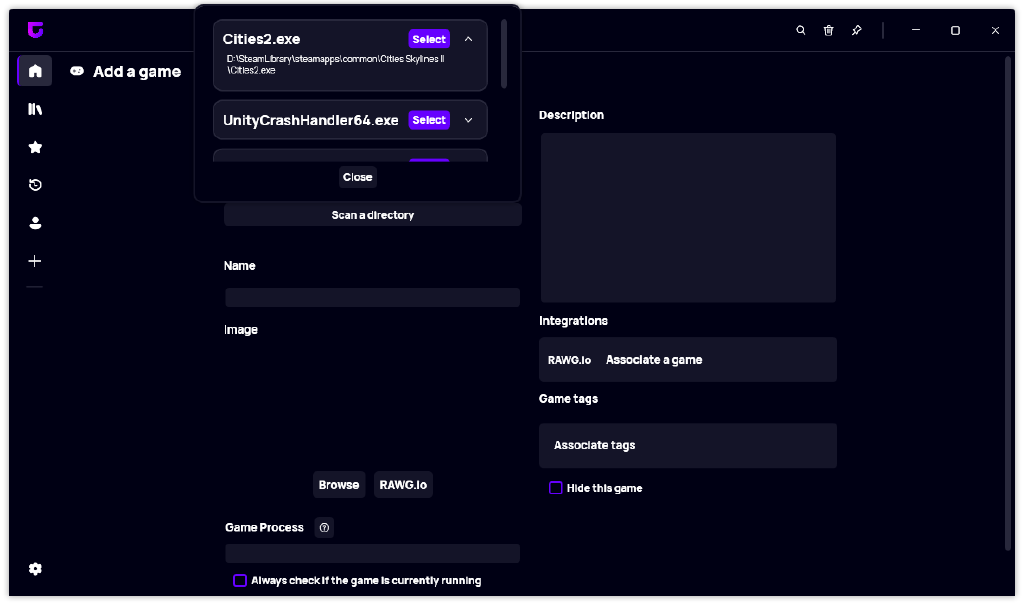 Cities2.exe
Select
D:\SteamLibrary\steamapps\common\Cities Skylines II
\Cities2.exe
UnityCrashHandler64.exe
Select
Close
Add a game
Scan a directory
Name
Image
Browse
RAWG.io
Game Process
Always check if the game is currently running
Description
Integrations
RAWG.io
Associate a game
Game tags
Associate tags
Hide this game